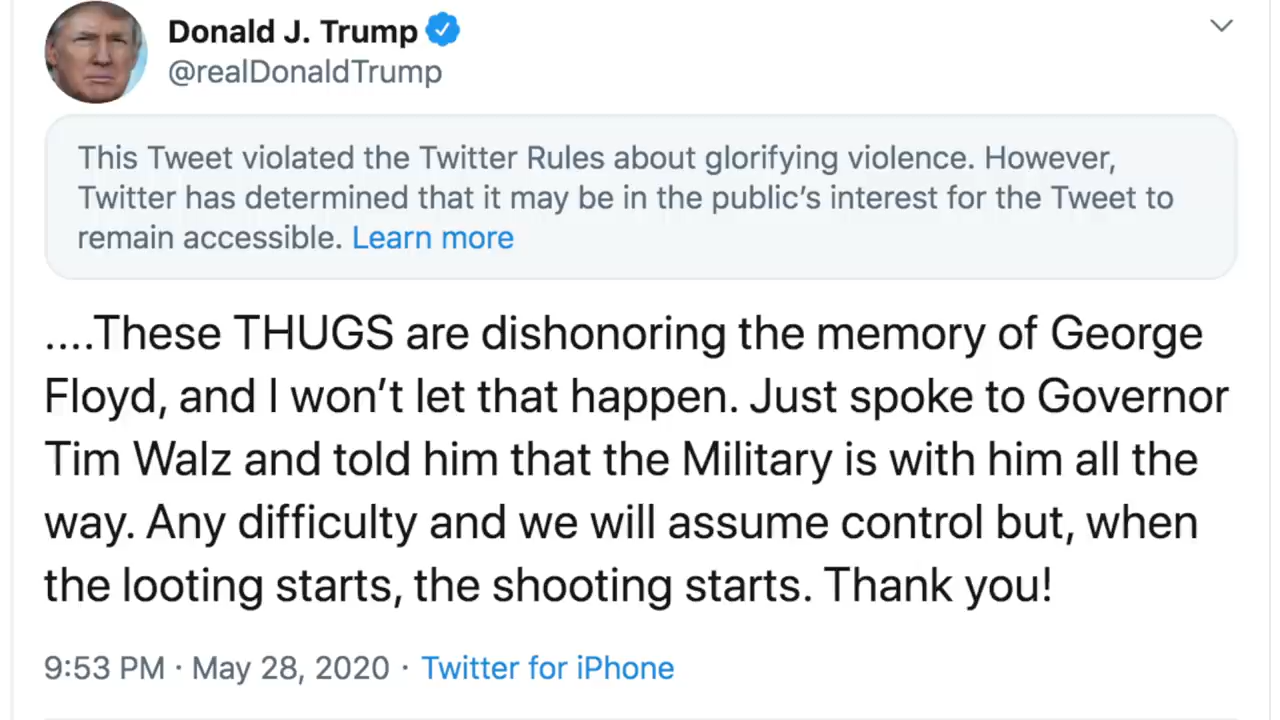 Donald J. Trump
@realDonaldTrump
This Tweet violated the Twitter Rules about glorifying violence. However,
Twitter has determined that it may be in the public’s interest for the Tweet to
remain accessible. Learn more
....These THUGS are dishonoring the memory of George
Floyd, and I won’t let that happen. Just spoke to Governor
Tim Walz and told him that the Military is with him all the
way. Any difficulty and we will assume control but, when
the looting starts, the shooting starts. Thank you!
9:53 PM · May 28, 2020 · Twitter for iPhone